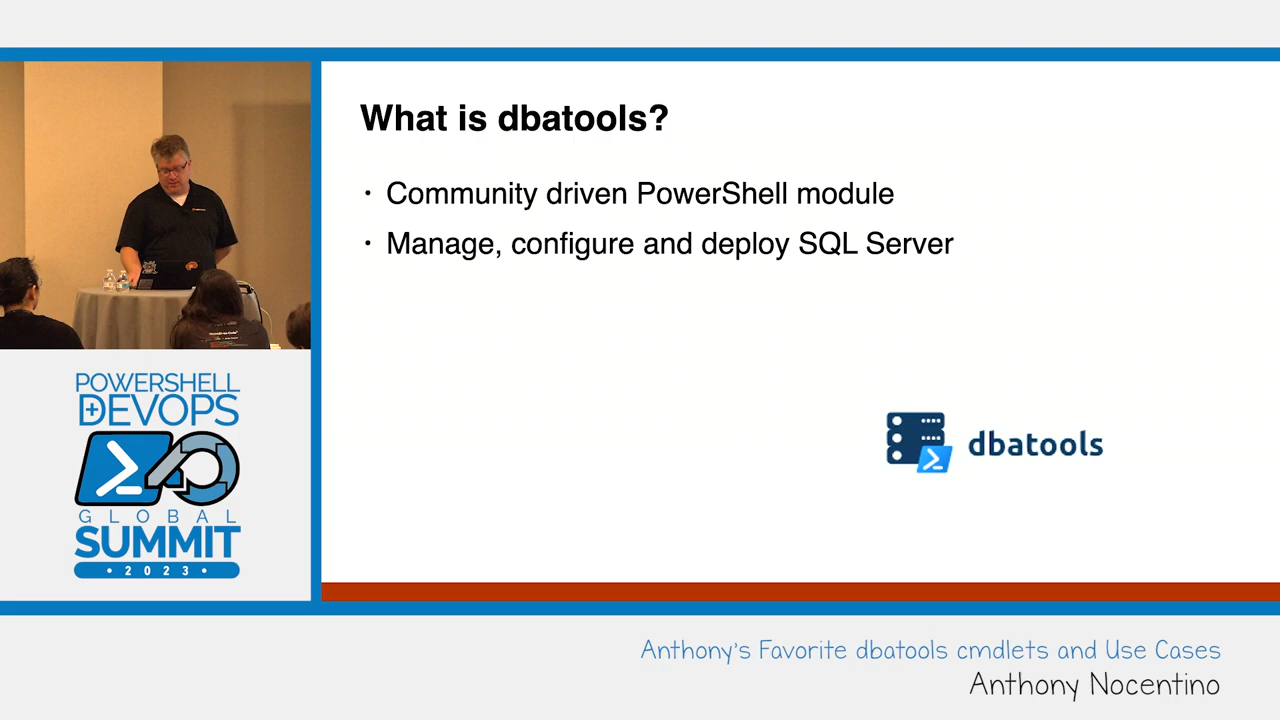 What is dbatools?
· Community driven PowerShell module
· Manage, configure and deploy SQL Server
dbatools
POWERSHELL
+DEVOPS
GLOBAL
SUMMIT
· 2023 ·
Anthony's Favorite dbatools cmdlets and Use Cases
Anthony Nocentino